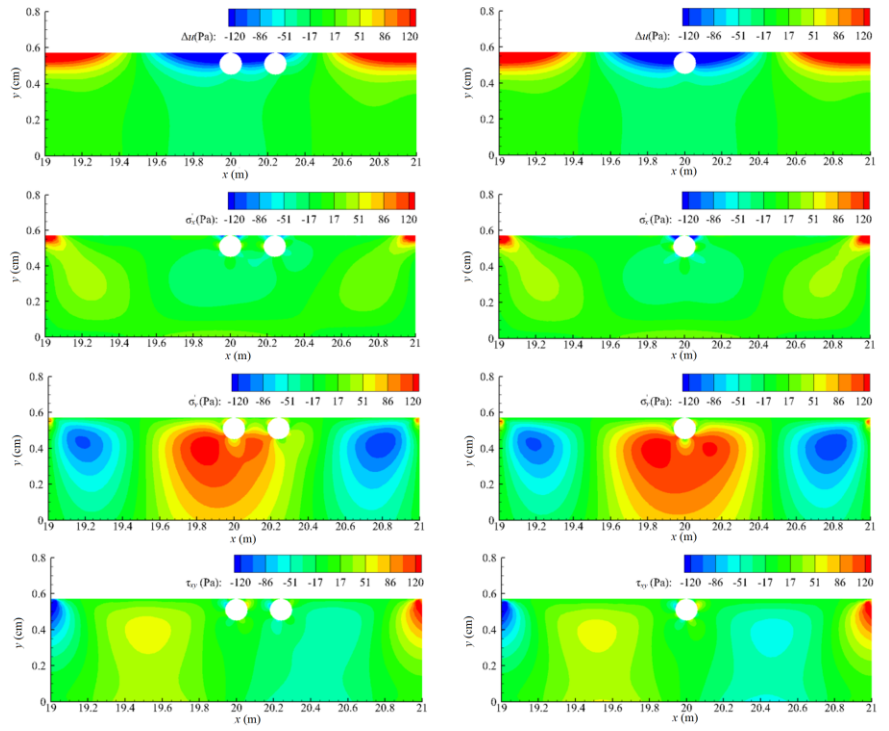 Δu(Pa): -120 -86 -51 -17 17 51 86 120
0.8
0.6
0.4
0.2
0
y (cm)
19 19.2 19.4 19.6 19.8 20 20.2 20.4 20.6 20.8 21
x (m)
Δu(Pa): -120 -86 -51 -17 17 51 86 120
0.8
0.6
0.4
0.2
0
y (cm)
19 19.2 19.4 19.6 19.8 20 20.2 20.4 20.6 20.8 21
x (m)
σ'x(Pa): -120 -86 -51 -17 17 51 86 120
0.8
0.6
0.4
0.2
0
y (cm)
19 19.2 19.4 19.6 19.8 20 20.2 20.4 20.6 20.8 21
x (m)
σ'x(Pa): -120 -86 -51 -17 17 51 86 120
0.8
0.6
0.4
0.2
0
y (cm)
19 19.2 19.4 19.6 19.8 20 20.2 20.4 20.6 20.8 21
x (m)
σ'y(Pa): -120 -86 -51 -17 17 51 86 120
0.8
0.6
0.4
0.2
0
y (cm)
19 19.2 19.4 19.6 19.8 20 20.2 20.4 20.6 20.8 21
x (m)
σ'y(Pa): -120 -86 -51 -17 17 51 86 120
0.8
0.6
0.4
0.2
0
y (cm)
19 19.2 19.4 19.6 19.8 20 20.2 20.4 20.6 20.8 21
x (m)
τxy(Pa): -120 -86 -51 -17 17 51 86 120
0.8
0.6
0.4
0.2
0
y (cm)
19 19.2 19.4 19.6 19.8 20 20.2 20.4 20.6 20.8 21
x (m)
τxy(Pa): -120 -86 -51 -17 17 51 86 120
0.8
0.6
0.4
0.2
0
y (cm)
19 19.2 19.4 19.6 19.8 20 20.2 20.4 20.6 20.8 21
x (m)